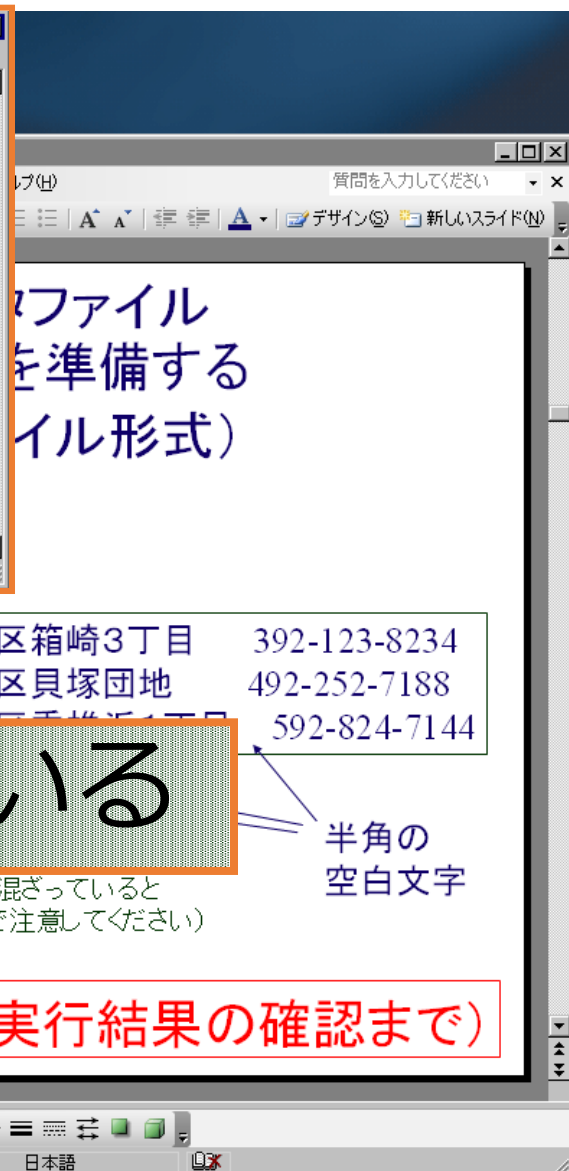 ルプ(H)
質問を入力してください
デザイン(S) 新しいスライド(N)
ファイル
を準備する
イル形式）
区箱崎3丁目 392-123-8234
区貝塚団地 492-252-7188
592-824-7144
いる
半角の
空白文字
混ざっていると
で注意してください）
実行結果の確認まで）
日本語